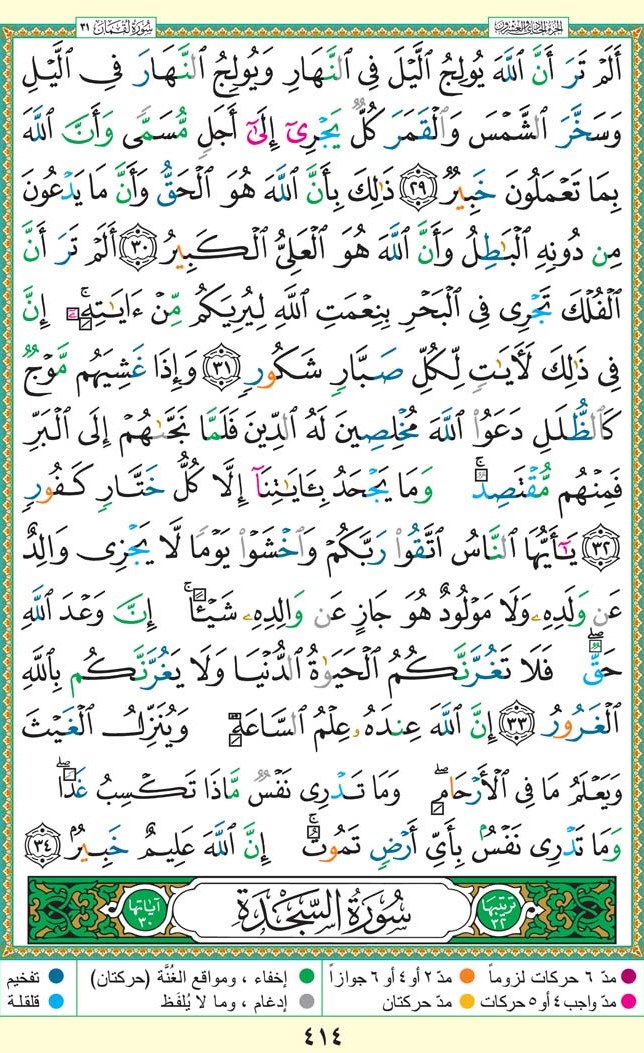 سُورَةُ لُقْمَان ٣١ الجزء الحادي والعشرون
أَلَمْ تَرَ أَنَّ ٱللَّهَ يُولِجُ ٱلَّيْلَ فِى ٱلنَّهَارِ وَيُولِجُ ٱلنَّهَارَ فِى ٱلَّيْلِ
وَسَخَّرَ ٱلشَّمْسَ وَٱلْقَمَرَ كُلٌّ يَجْرِىٓ إِلَىٰٓ أَجَلٍ مُّسَمًّى وَأَنَّ ٱللَّهَ
بِمَا تَعْمَلُونَ خَبِيرٌ ٢٩ ذَٰلِكَ بِأَنَّ ٱللَّهَ هُوَ ٱلْحَقُّ وَأَنَّ مَا يَدْعُونَ
مِن دُونِهِ ٱلْبَٰطِلُ وَأَنَّ ٱللَّهَ هُوَ ٱلْعَلِىُّ ٱلْكَبِيرُ ٣٠ أَلَمْ تَرَ أَنَّ
ٱلْفُلْكَ تَجْرِى فِى ٱلْبَحْرِ بِنِعْمَتِ ٱللَّهِ لِيُرِيَكُم مِّنْ ءَايَٰتِهِۦٓ ۚ إِنَّ
فِى ذَٰلِكَ لَءَايَٰتٍ لِّكُلِّ صَبَّارٍ شَكُورٍ ٣١ وَإِذَا غَشِيَهُم مَّوْجٌ
كَٱلظُّلَلِ دَعَوُا۟ ٱللَّهَ مُخْلِصِينَ لَهُ ٱلدِّينَ فَلَمَّا نَجَّىٰهُمْ إِلَى ٱلْبَرِّ
فَمِنْهُم مُّقْتَصِدٌ ۚ وَمَا يَجْحَدُ بِـَٔايَٰتِنَآ إِلَّا كُلُّ خَتَّارٍ كَفُورٍ
٣٢ يَٰٓأَيُّهَا ٱلنَّاسُ ٱتَّقُوا۟ رَبَّكُمْ وَٱخْشَوْا۟ يَوْمًا لَّا يَجْزِى وَالِدٌ
عَن وَلَدِهِۦ وَلَا مَوْلُودٌ هُوَ جَازٍ عَن وَالِدِهِۦ شَيْـًٔا ۚ إِنَّ وَعْدَ ٱللَّهِ
حَقٌّ ۖ فَلَا تَغُرَّنَّكُمُ ٱلْحَيَوٰةُ ٱلدُّنْيَا وَلَا يَغُرَّنَّكُم بِٱللَّهِ
ٱلْغَرُورُ ٣٣ إِنَّ ٱللَّهَ عِندَهُۥ عِلْمُ ٱلسَّاعَةِ وَيُنَزِّلُ ٱلْغَيْثَ
وَيَعْلَمُ مَا فِى ٱلْأَرْحَامِ ۖ وَمَا تَدْرِى نَفْسٌ مَّاذَا تَكْسِبُ غَدًا ۖ
وَمَا تَدْرِى نَفْسٌۢ بِأَىِّ أَرْضٍ تَمُوتُ ۚ إِنَّ ٱللَّهَ عَلِيمٌ خَبِيرٌۢ ٣٤
ترتيبها ٣٢ سُورَةُ السَّجْدَةِ آياتها ٣٠
مدّ ٦ حركات لزوماً مدّ ٢ أو ٤ أو ٦ جوازاً إخفاء ، ومواقع الغُنَّة (حركتان) تفخيم
مدّ واجب ٤ أو ٥ حركات مدّ حركتان إدغام ، وما لا يُلفَظ قلقلة
٤١٤